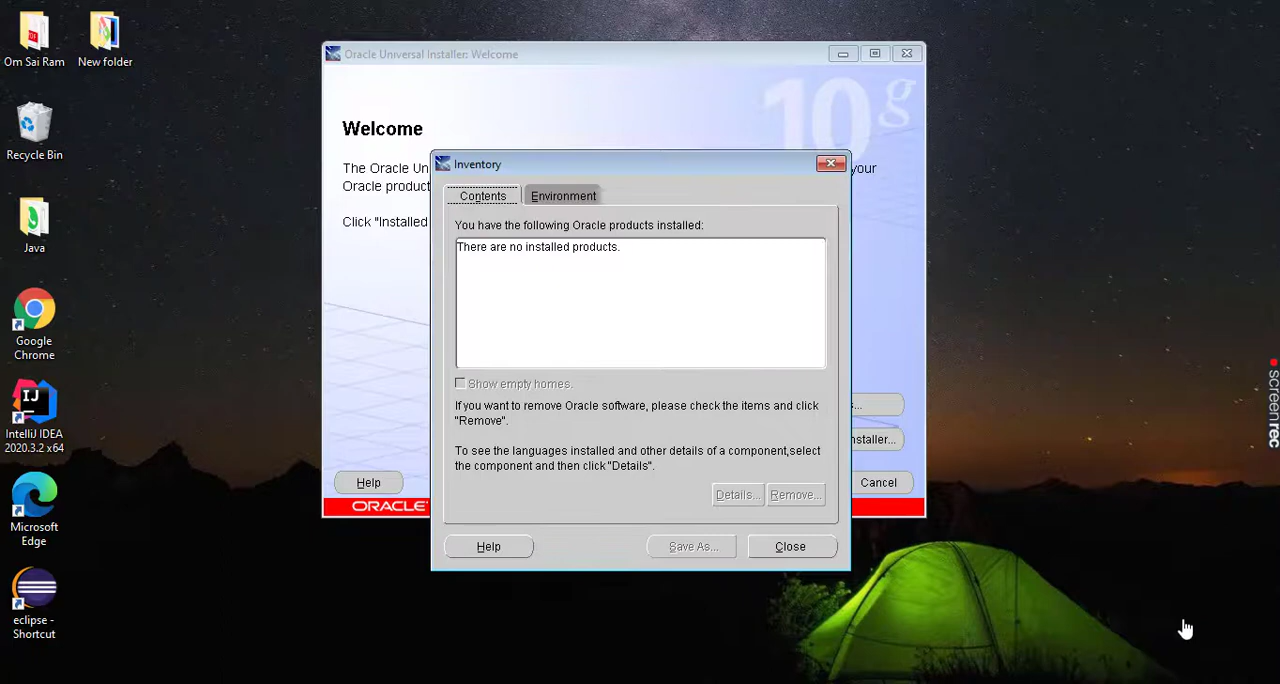 Om Sai Ram
New folder
Recycle Bin
Java
Google
Chrome
IJ
IntelliJ IDEA
2020.3.2 x64
Microsoft
Edge
eclipse -
Shortcut
Oracle Universal Installer: Welcome
10g
Welcome
The Oracle Un
your
Oracle product
Click "Installed
s...
nstaller...
Help
Cancel
ORACLE
Inventory
Contents
Environment
You have the following Oracle products installed:
There are no installed products.
Show empty homes.
If you want to remove Oracle software, please check the items and click
"Remove".
To see the languages installed and other details of a component,select
the component and then click "Details".
Details...
Remove...
Help
Save As...
Close
screenrec